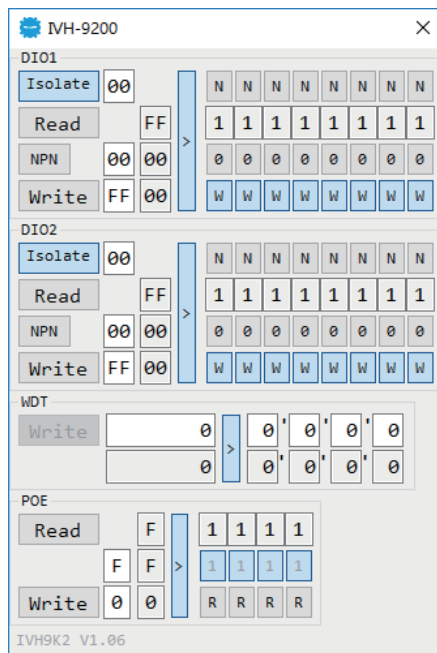 IVH-9200
DIO1
Isolate 00 N N N N N N N N
Read FF > 1 1 1 1 1 1 1 1
NPN 00 00 0 0 0 0 0 0 0 0
Write FF 00 W W W W W W W W
DIO2
Isolate 00 N N N N N N N N
Read FF > 1 1 1 1 1 1 1 1
NPN 00 00 0 0 0 0 0 0 0 0
Write FF 00 W W W W W W W W
WDT
Write 0 > 0 ' 0 ' 0 ' 0
0 0 ' 0 ' 0 ' 0
POE
Read F 1 1 1 1
F F > 1 1 1 1
Write 0 0 R R R R
IVH9K2 V1.06